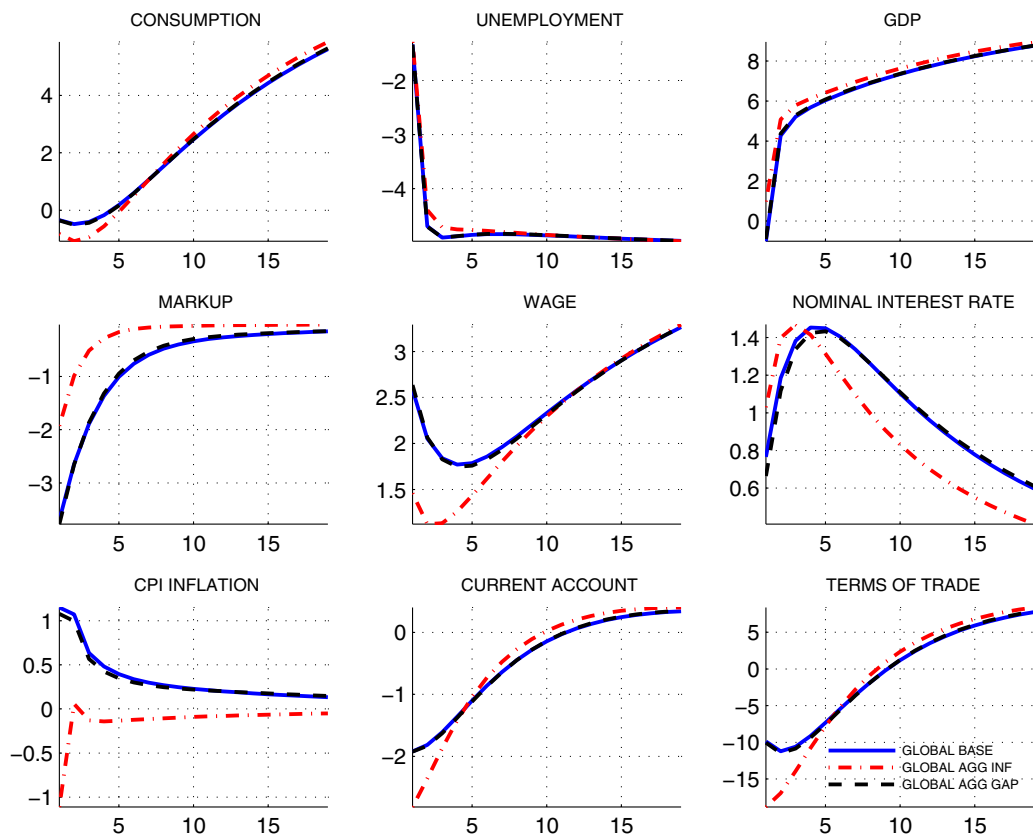 CONSUMPTION
4
2
0
5 10 15
UNEMPLOYMENT
−2
−3
−4
5 10 15
GDP
8
6
4
2
0
5 10 15
MARKUP
−1
−2
−3
5 10 15
WAGE
3
2.5
2
1.5
5 10 15
NOMINAL INTEREST RATE
1.4
1.2
1
0.8
0.6
5 10 15
CPI INFLATION
1
0.5
0
−0.5
−1
5 10 15
CURRENT ACCOUNT
0
−1
−2
5 10 15
TERMS OF TRADE
5
0
−5
−10
−15
5 10 15
GLOBAL BASE
GLOBAL AGG INF
GLOBAL AGG GAP